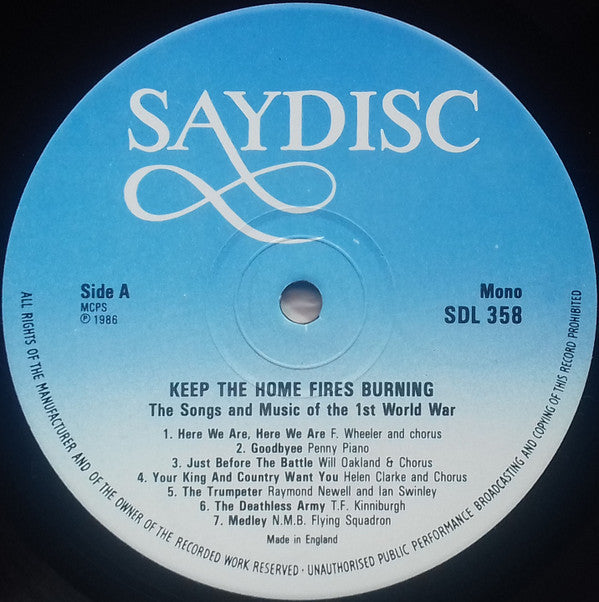 SAYDISC
Side A
MCPS
℗ 1986
Mono
SDL 358
KEEP THE HOME FIRES BURNING
The Songs and Music of the 1st World War
1. Here We Are, Here We Are F. Wheeler and chorus
2. Goodbyee Penny Piano
3. Just Before The Battle Will Oakland & Chorus
4. Your King And Country Want You Helen Clarke and Chorus
5. The Trumpeter Raymond Newell and Ian Swinley
6. The Deathless Army T.F. Kinniburgh
7. Medley N.M.B. Flying Squadron
Made in England
ALL RIGHTS OF THE MANUFACTURER AND OF THE OWNER OF THE RECORDED WORK RESERVED · UNAUTHORISED PUBLIC PERFORMANCE BROADCASTING AND COPYING OF THIS RECORD PROHIBITED